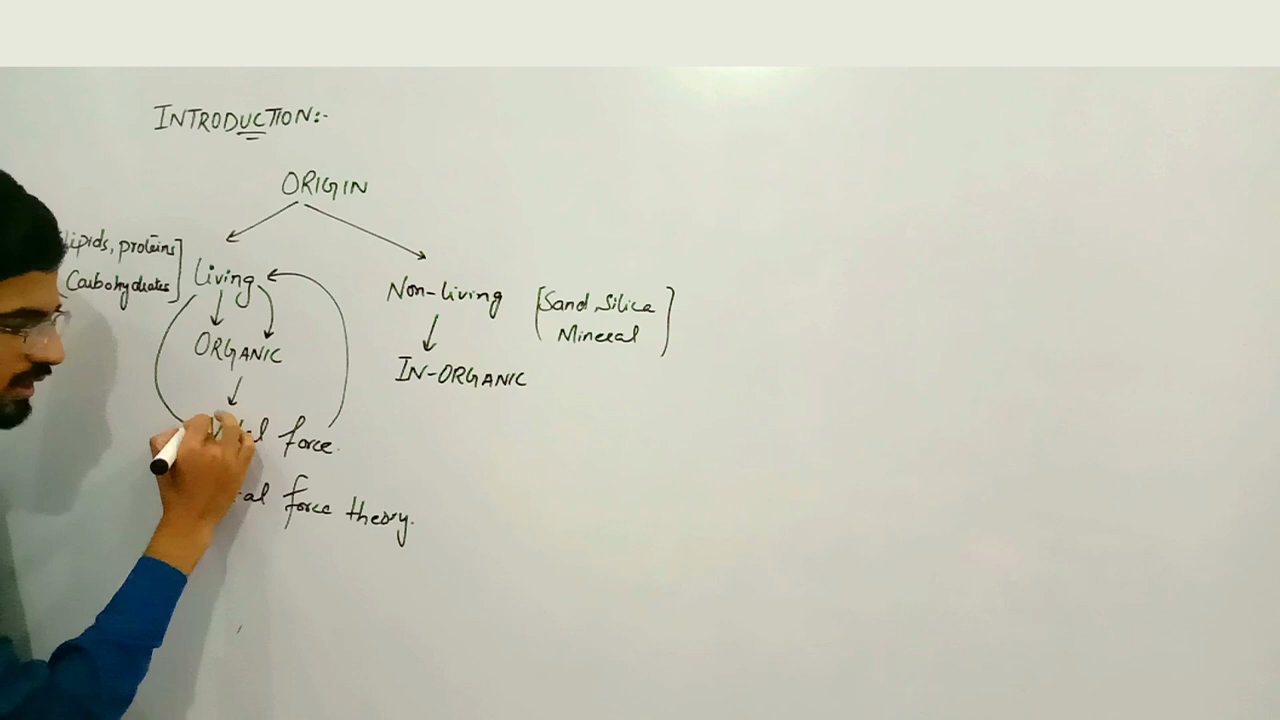 INTRODUCTION:-
ORIGIN
Lipids, proteins
Carbohydrates
Living
Non-Living
[Sand, Silica
Mineral]
ORGANIC
IN-ORGANIC
force.
force theory.